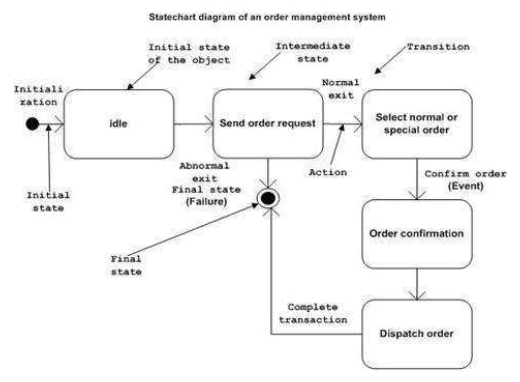 Statechart diagram of an order management system
Initial state
of the object
Intermediate
state
Transition
Initiali
zation
Normal
exit
idle
Send order request
Select normal or
special order
Initial
state
Abnormal
exit
Final state
(Failure)
Action
Confirm order
(Event)
Order confirmation
Final
state
Complete
transaction
Dispatch order